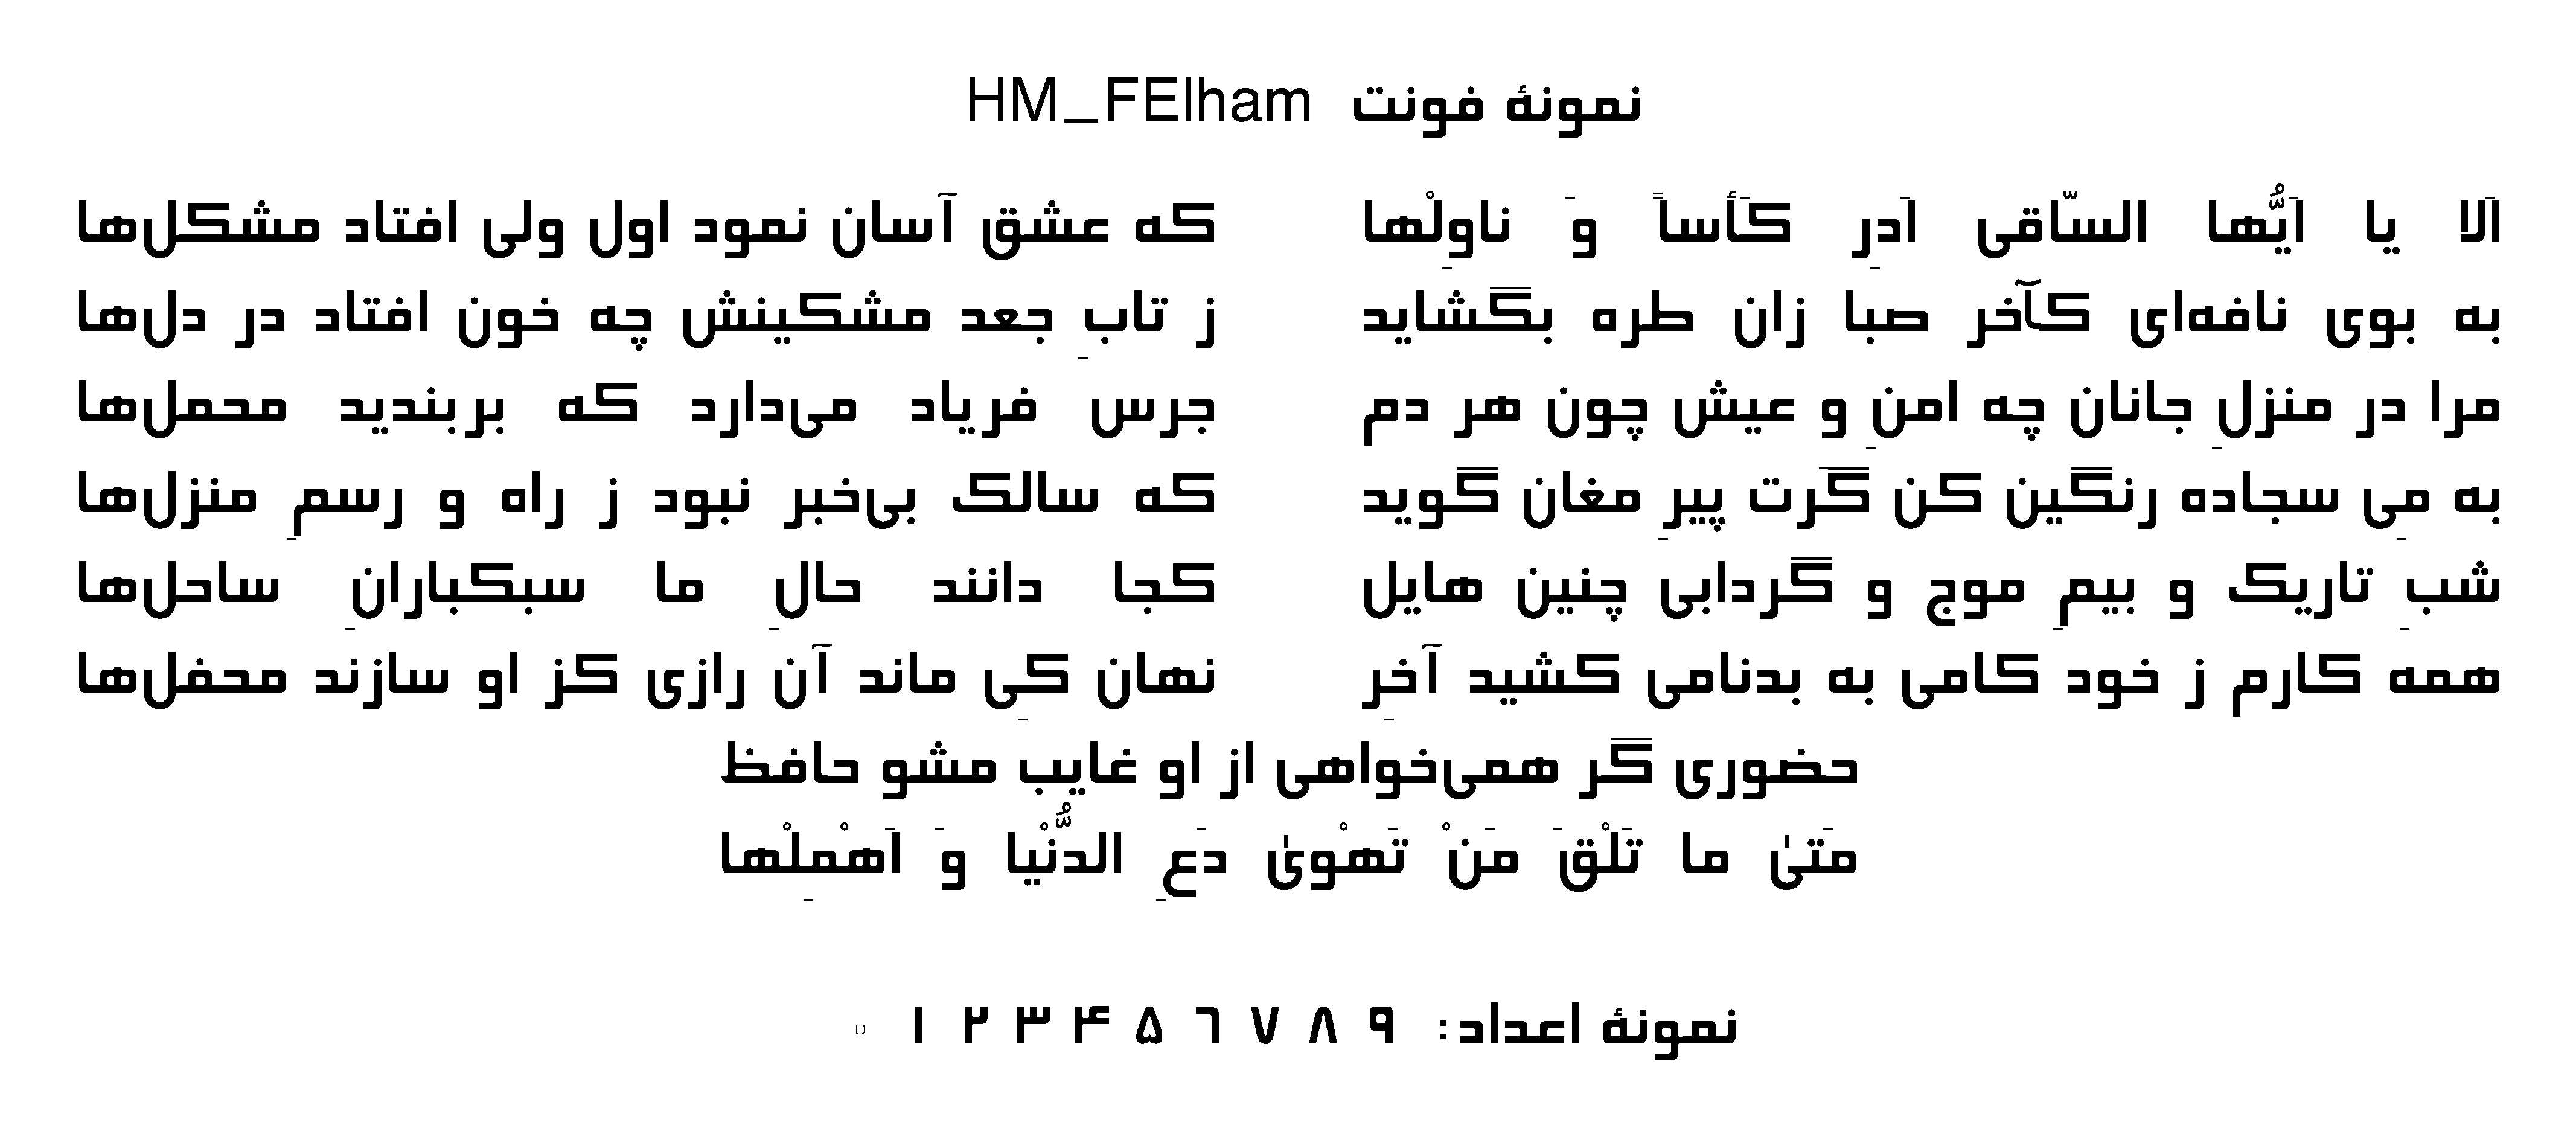 نمونهٔ فونت HM_FElham
اَلا یا اَیُّها السّاقی اَدرِ کَأساً وَ ناوِلْها که عشق آسان نمود اول ولی افتاد مشکل‌ها
به بوی نافه‌ای کآخر صبا زان طره بگشاید ز تابِ جعد مشکینش چه خون افتاد در دل‌ها
مرا در منزلِ جانان چه امنِ و عیش چون هر دم جرس فریاد می‌دارد که بربندید محمل‌ها
به مِی سجاده رنگین کن گَرت پیرِ مغان گوید که سالک بی‌خبر نبود ز راه و رسمِ منزل‌ها
شبِ تاریک و بیمِ موج و گردابی چنین هایل کجا دانند حالِ ما سبکبارانِ ساحل‌ها
همه کارم ز خود کامی به بدنامی کشید آخِر نهان کِی ماند آن رازی کز او سازند محفل‌ها
حضوری گر همی‌خواهی از او غایب مشو حافظ
مَتیٰ ما تَلْقَ مَنْ تَهْویٰ دَعِ الدُّنْیا وَ اَهْمِلْها
نمونهٔ اعداد: ۹ ۸ ۷ ۶ ۵ ۴ ۳ ۲ ۱ ۰